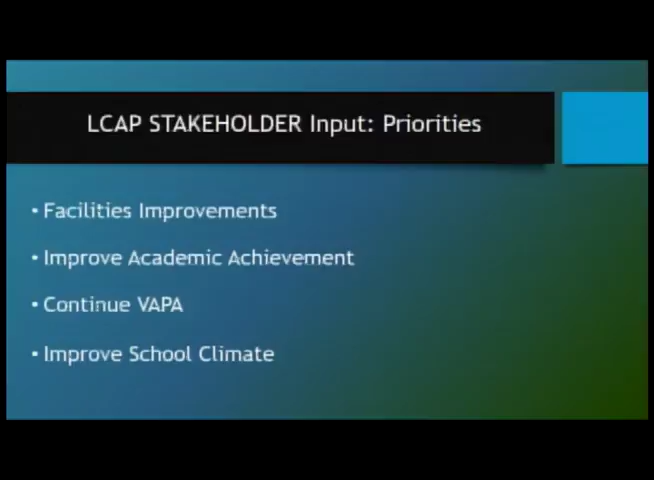 LCAP STAKEHOLDER Input: Priorities
• Facilities Improvements
• Improve Academic Achievement
• Continue VAPA
• Improve School Climate